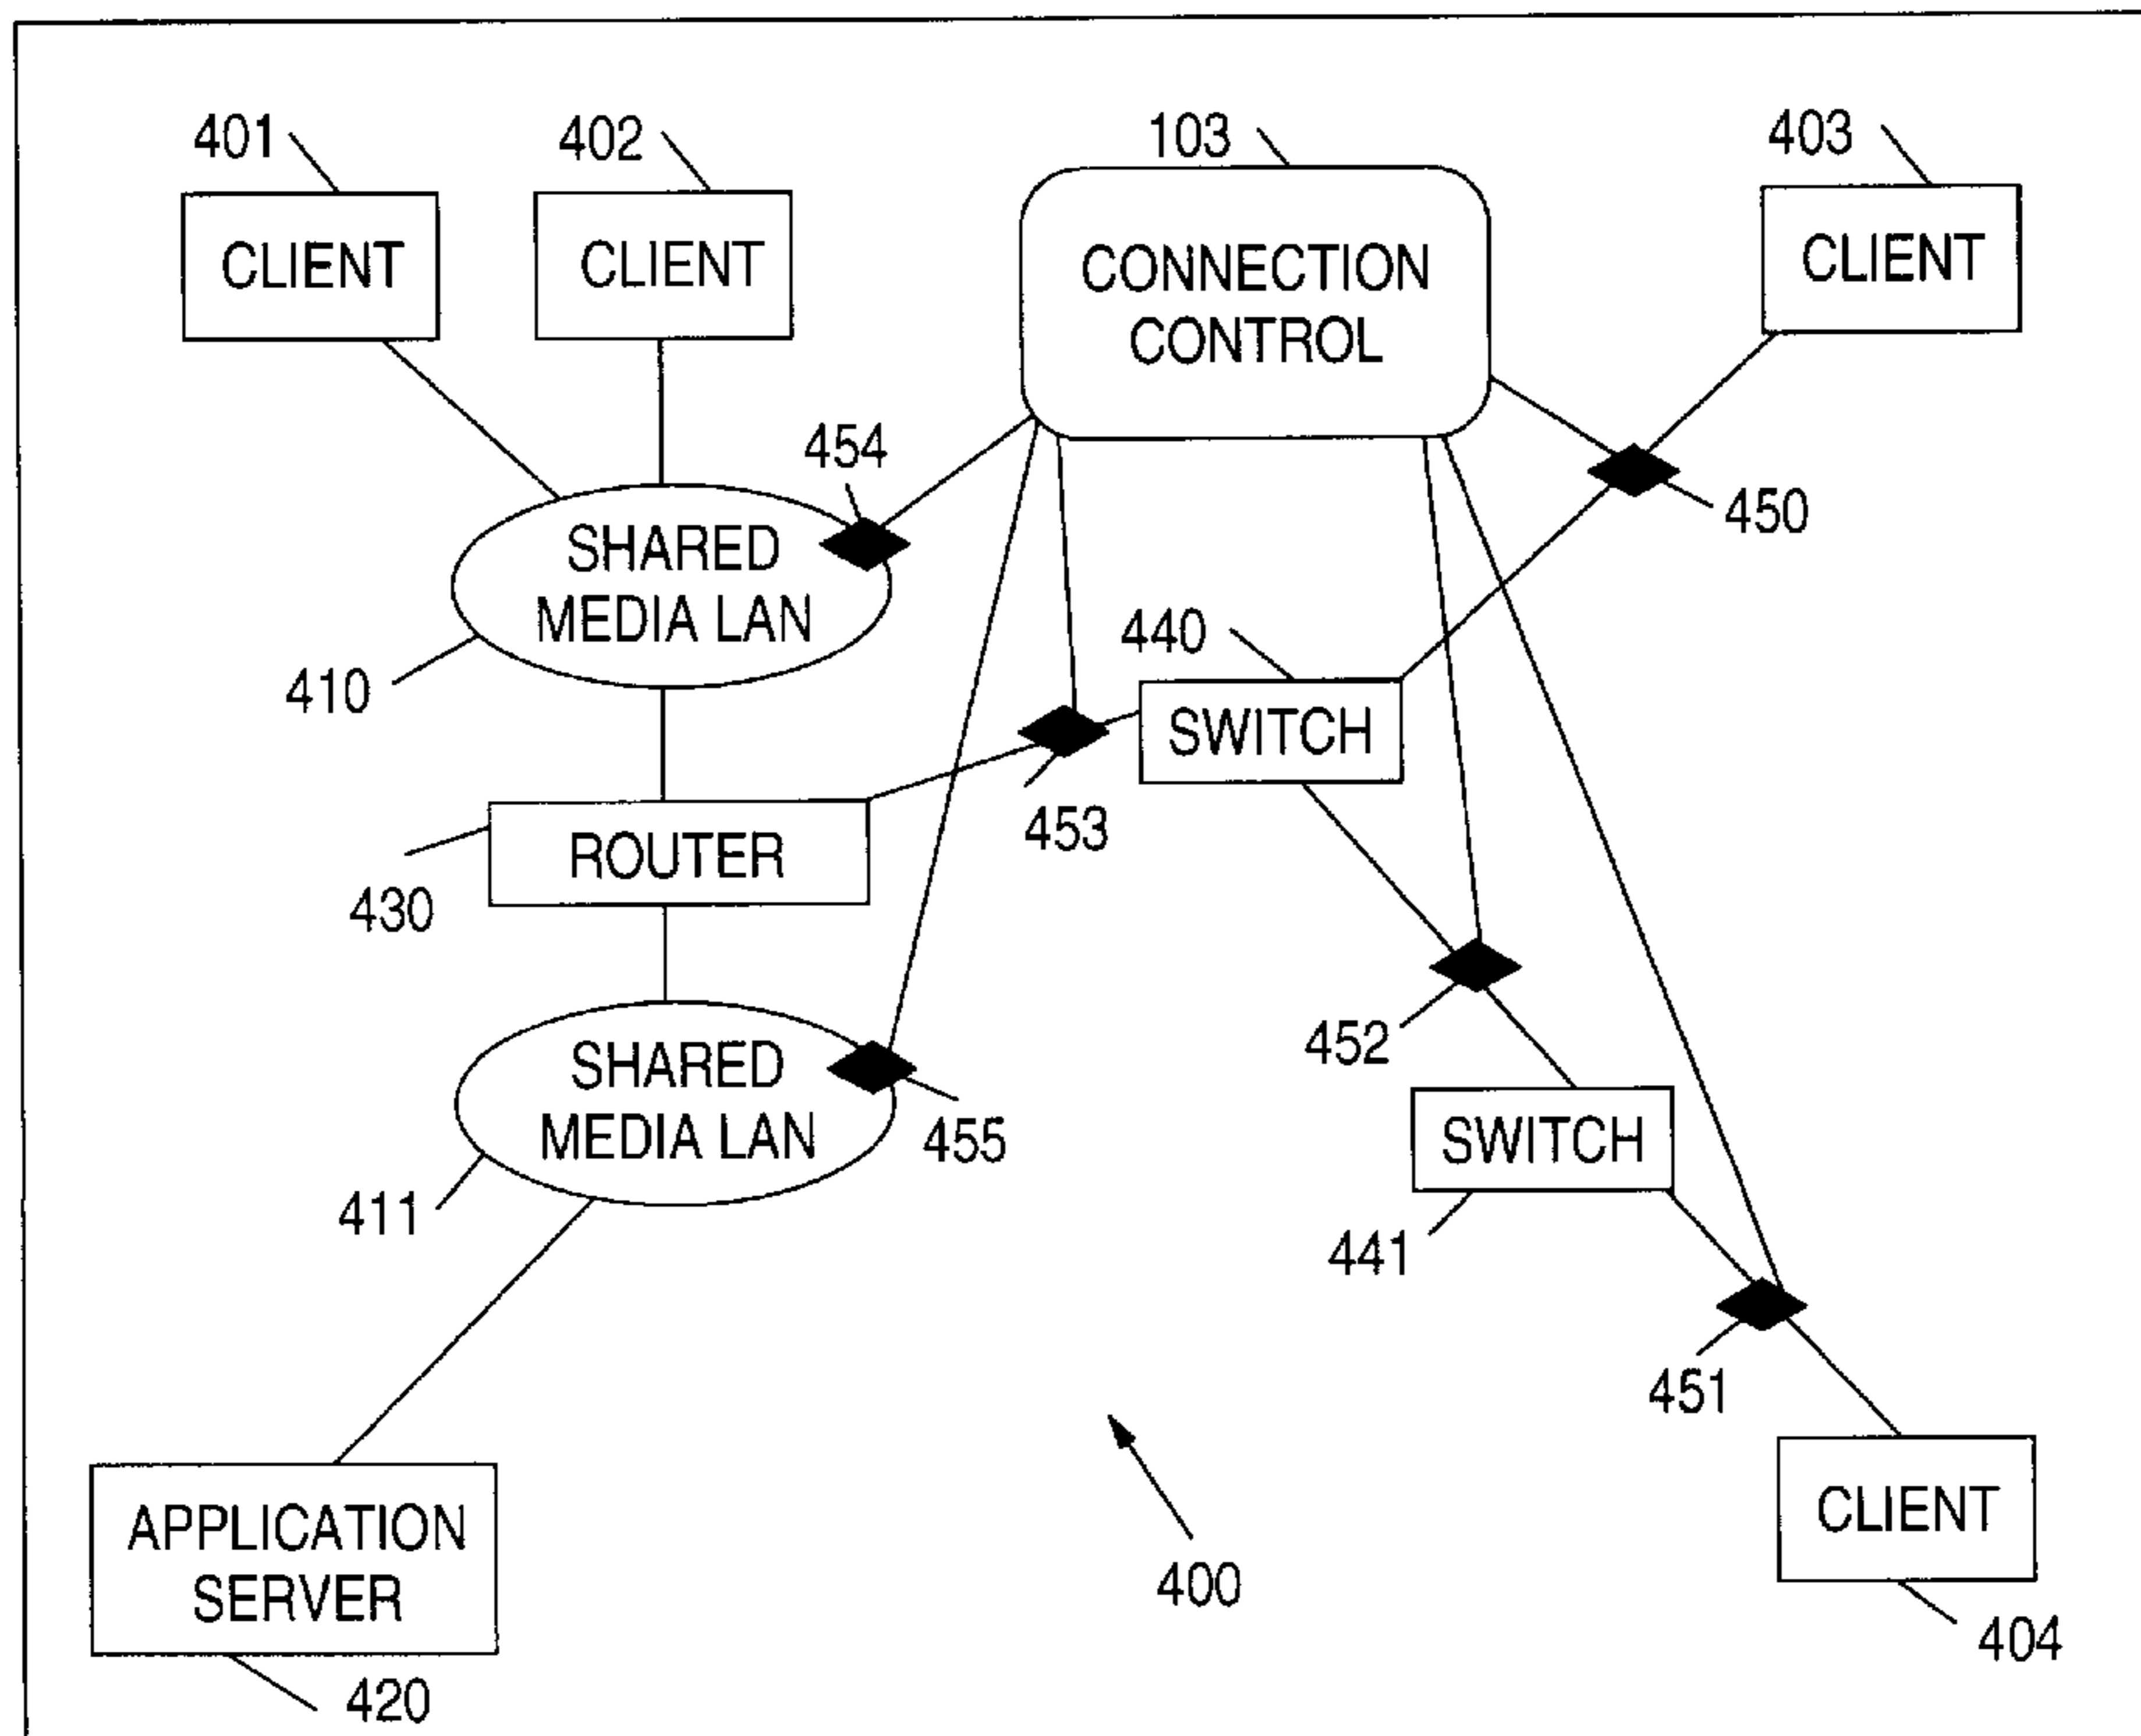 401
402
103
403
CLIENT
CLIENT
CONNECTION
CONTROL
CLIENT
454
450
SHARED
MEDIA LAN
410
440
SWITCH
453
ROUTER
430
452
SHARED
MEDIA LAN
455
411
SWITCH
441
451
APPLICATION
SERVER
400
CLIENT
404
420